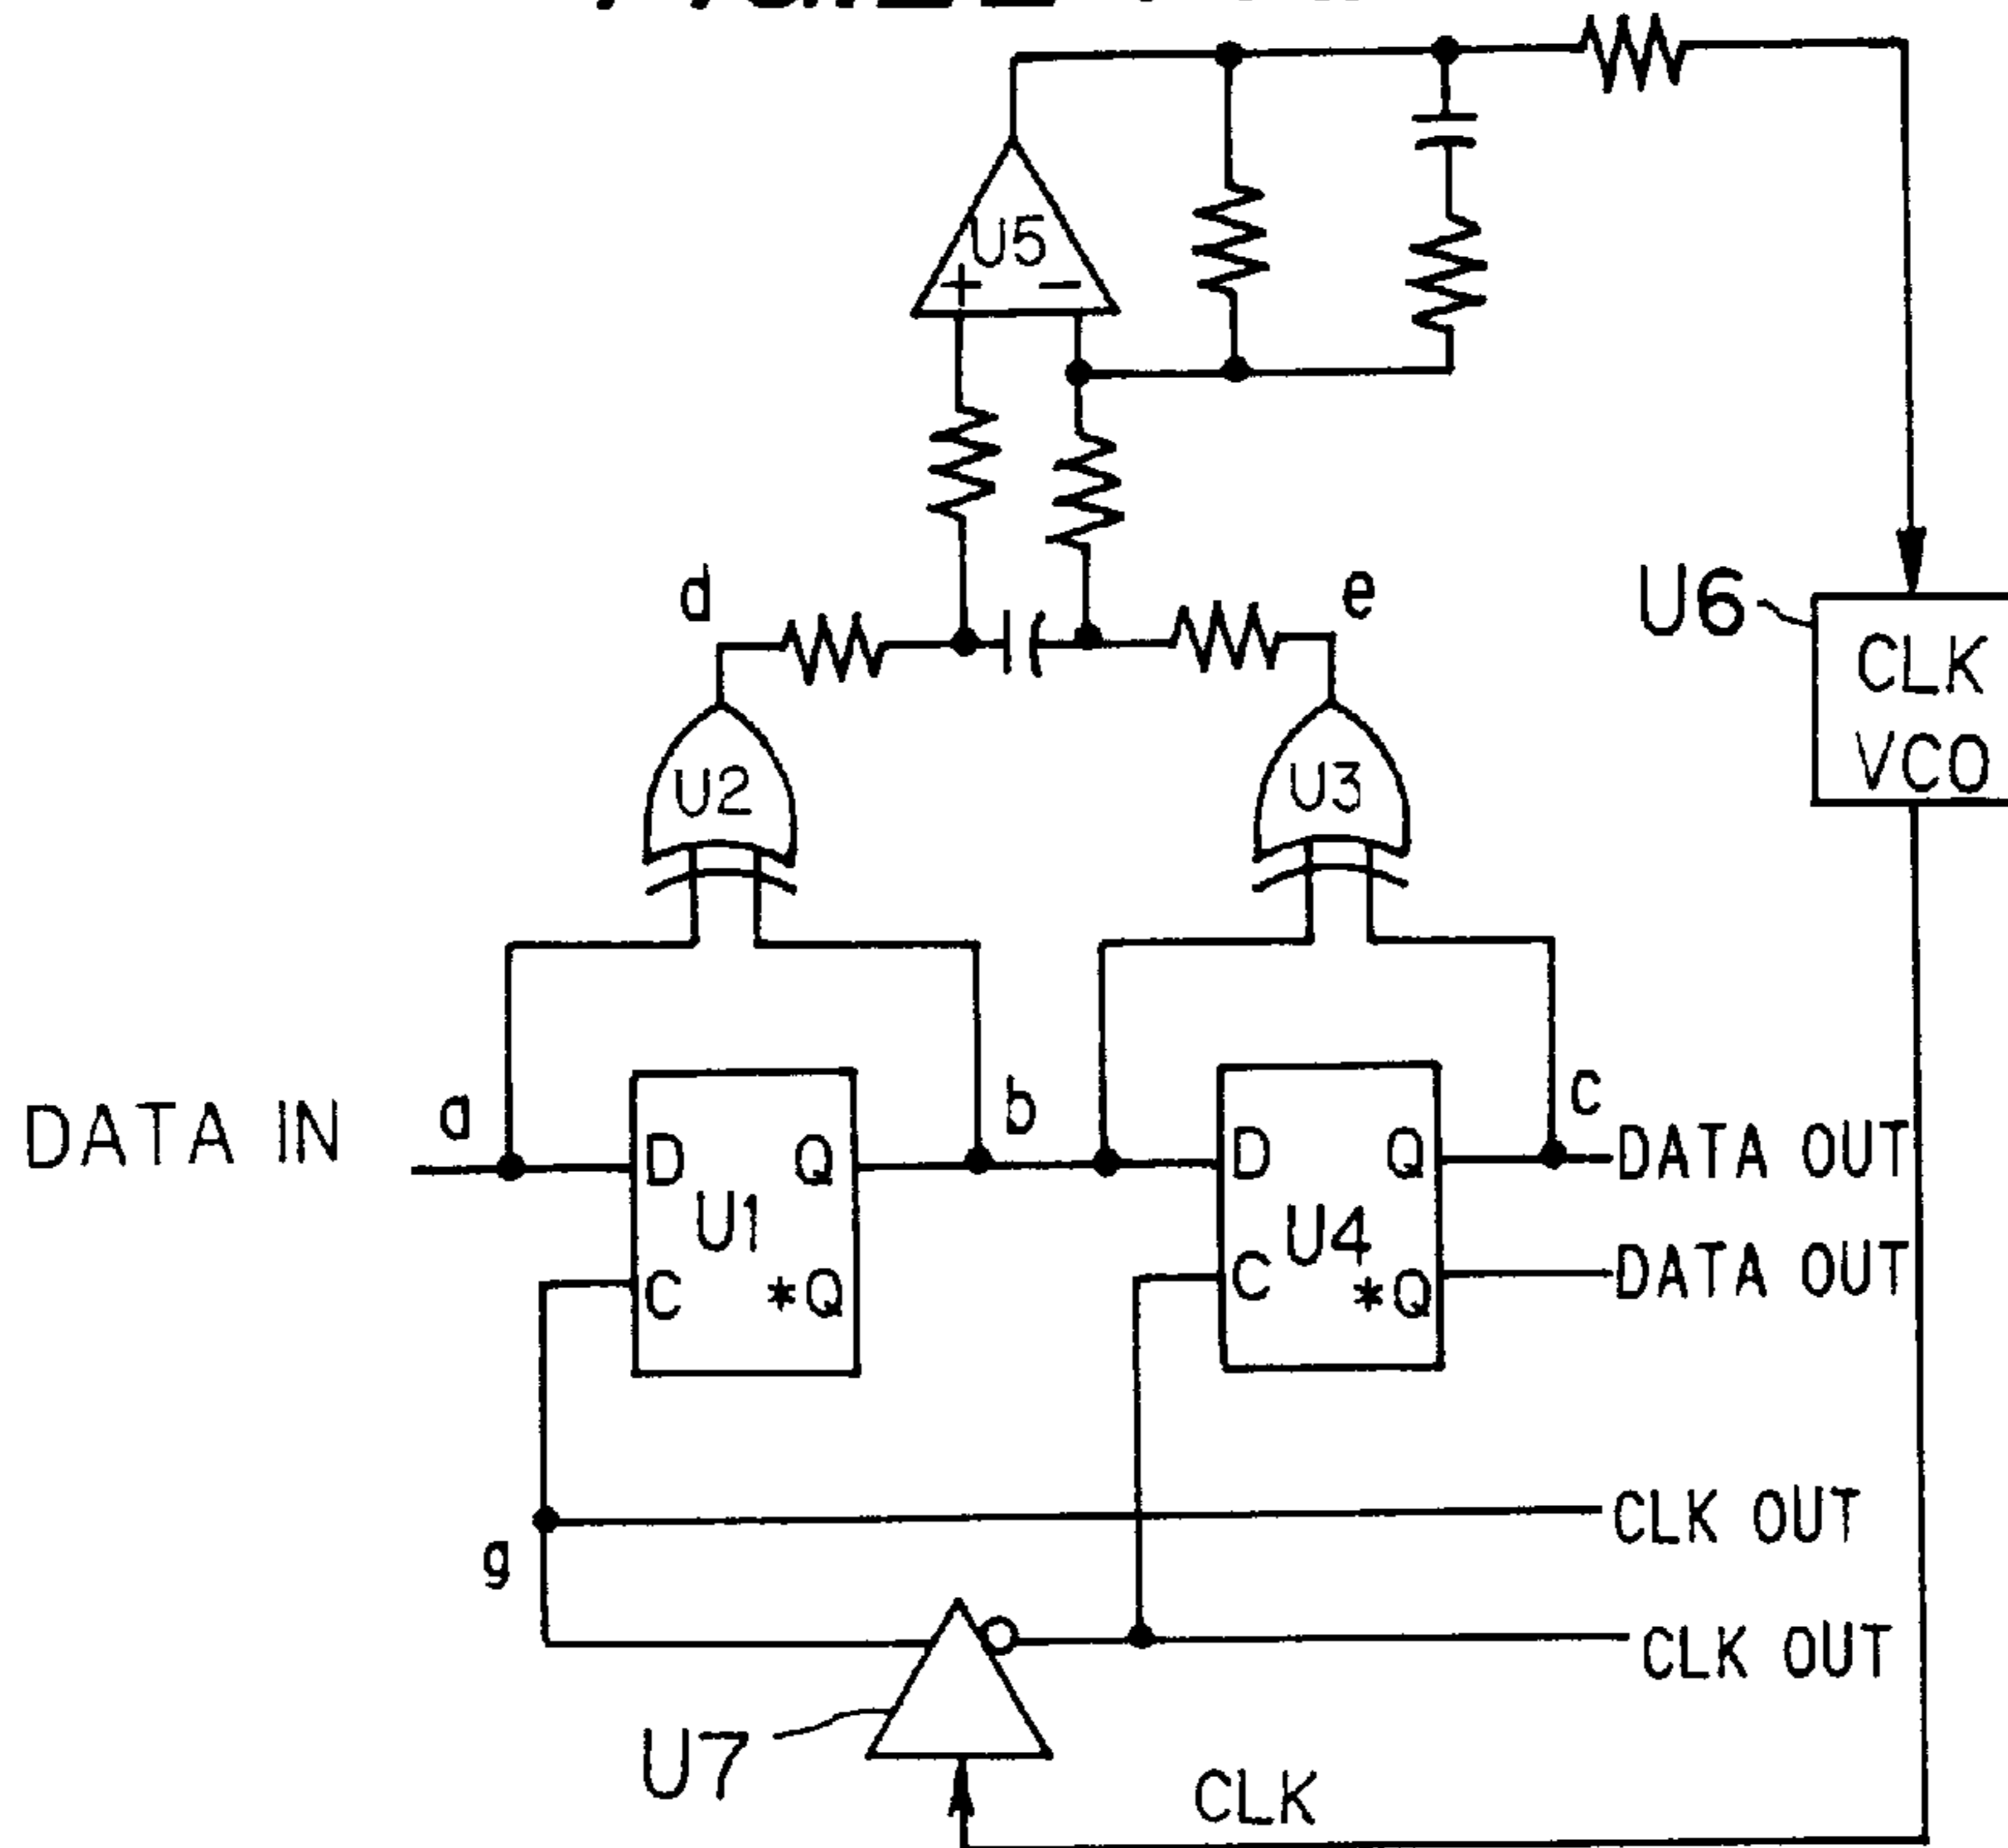 U5
+ −
d
e
U6
CLK
VCO
U2
U3
DATA IN
a
b
c
D Q
U1
C *Q
D Q
U4
C *Q
DATA OUT
DATA OUT
g
CLK OUT
CLK OUT
U7
CLK